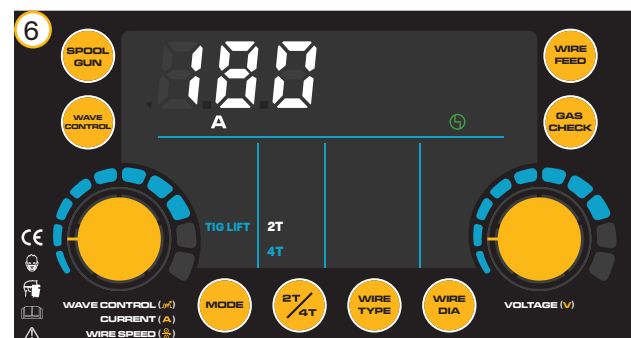 6
SPOOL
GUN
WAVE
CONTROL
180
A
WIRE
FEED
GAS
CHECK
TIG LIFT
2T
4T
CE
MODE
2T/4T
WIRE
TYPE
WIRE
DIA
WAVE CONTROL ( )
CURRENT (A)
WIRE SPEED ( )
VOLTAGE (V)